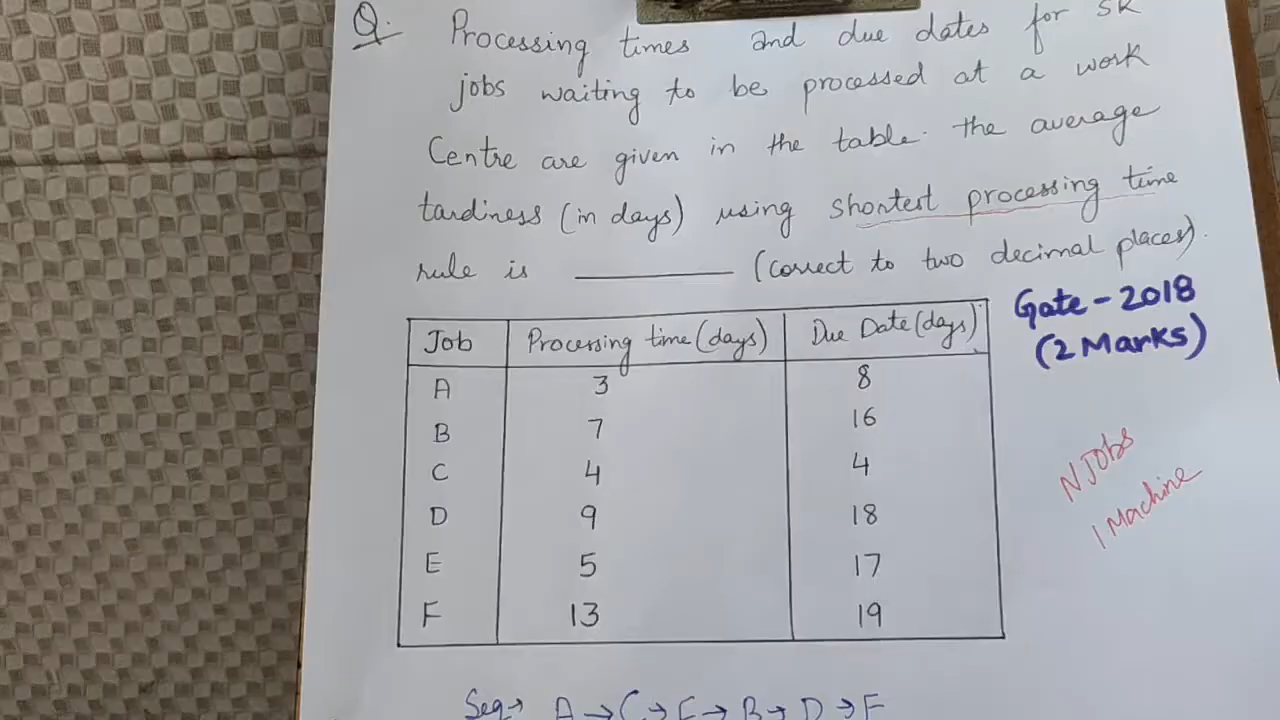 Q. Processing times and due dates for six
jobs waiting to be processed at a work
Centre are given in the table. the average
tardiness (in days) using shortest processing time
rule is ________ (correct to two decimal places).
Gate-2018
(2 Marks)
Job Processing time (days) Due Date (days)
A 3 8
B 7 16
C 4 4
D 9 18
E 5 17
F 13 19
N Jobs
1 Machine
Seq→ A → C → E → B → D → F